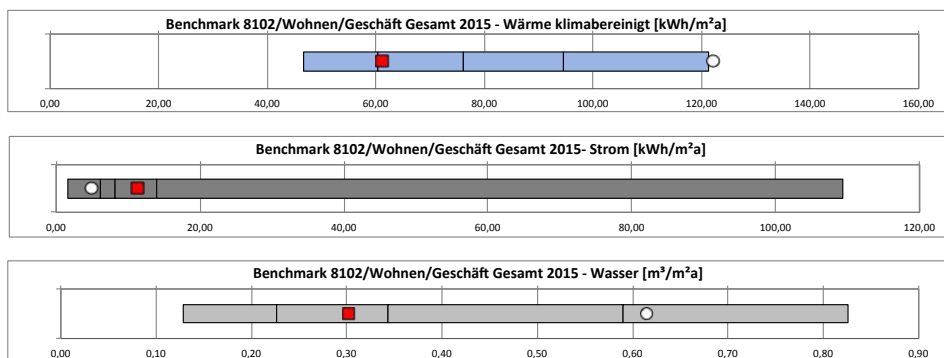 Benchmark 8102/Wohnen/Geschäft Gesamt 2015 - Wärme klimabereinigt [kWh/m²a]
0,00 20,00 40,00 60,00 80,00 100,00 120,00 140,00 160,00
Benchmark 8102/Wohnen/Geschäft Gesamt 2015- Strom [kWh/m²a]
0,00 20,00 40,00 60,00 80,00 100,00 120,00
Benchmark 8102/Wohnen/Geschäft Gesamt 2015 - Wasser [m³/m²a]
0,00 0,10 0,20 0,30 0,40 0,50 0,60 0,70 0,80 0,90